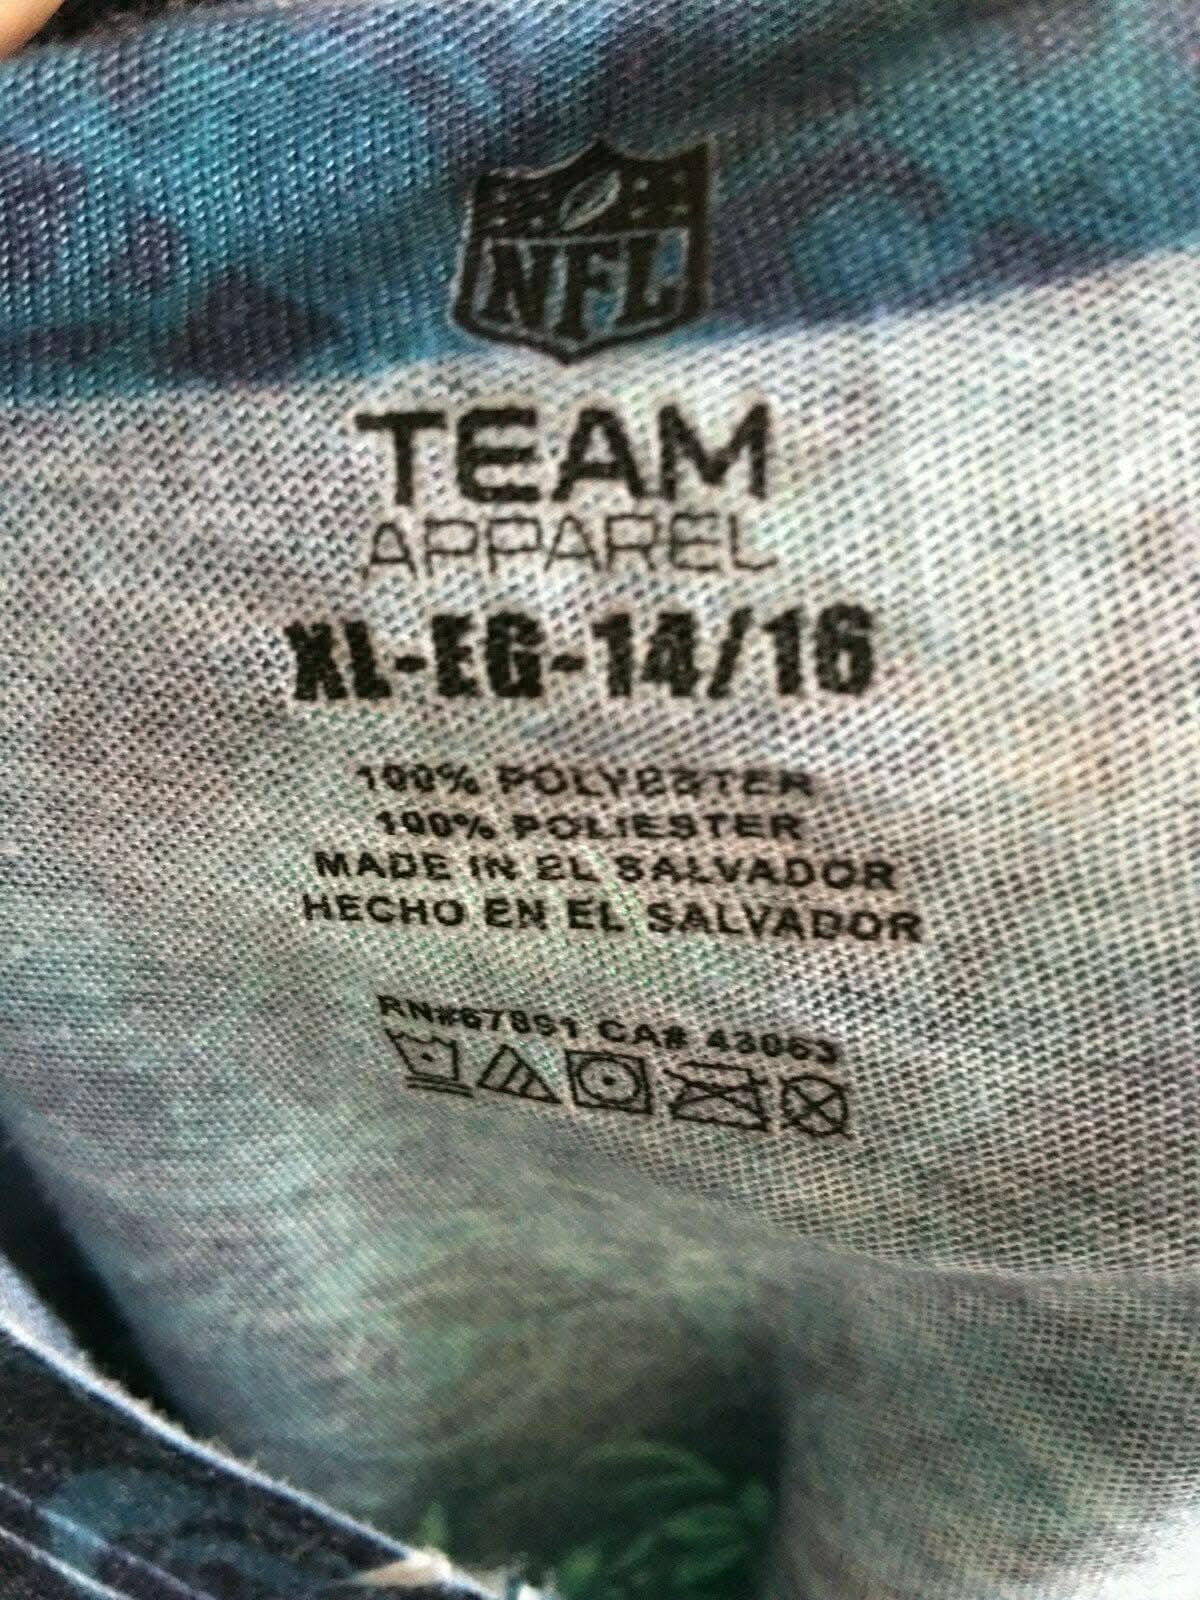 NFL
TEAM
APPAREL
XL-EG-14/16
100% POLYESTER
100% POLIESTER
MADE IN EL SALVADOR
HECHO EN EL SALVADOR
RN#67891 CA# 43063